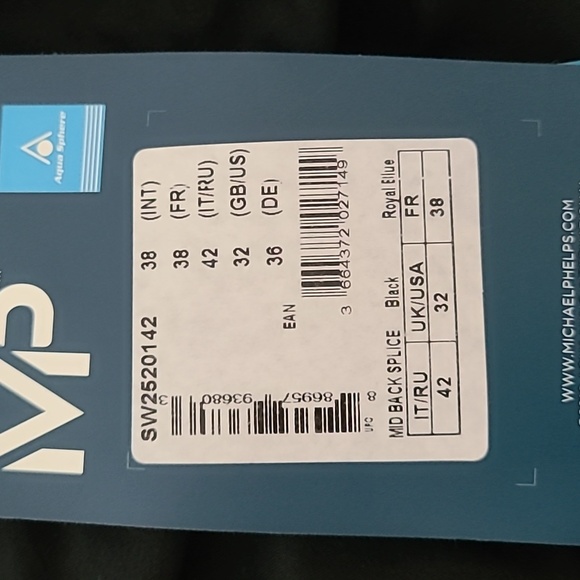 Aqua Sphere
MP
SW2520142
38 (INT)
38 (FR)
42 (IT/RU)
32 (GB/US)
36 (DE)
EAN
3 664372 027149
3
93680
86957
8
UPC
MID BACK SPLICE Black Royal Blue
IT/RU UK/USA FR
42 32 38
WWW.MICHAELPHELPS.COM